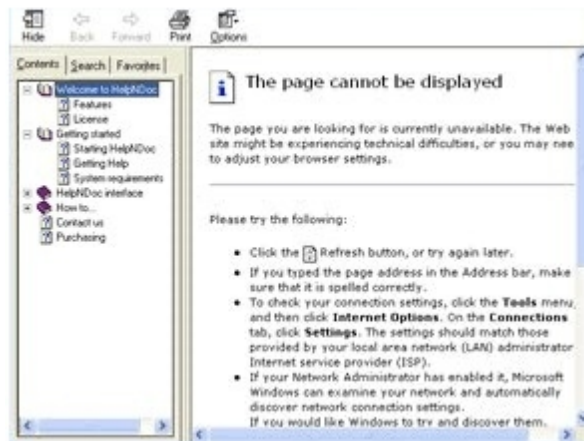 Hide Back Forward Print Options
Contents Search Favorites
Welcome to HelpNDoc
Features
License
Getting started
Starting HelpNDoc
Getting Help
System requirements
HelpNDoc interface
How to...
Contact us
Purchasing
The page cannot be displayed
The page you are looking for is currently unavailable. The Web
site might be experiencing technical difficulties, or you may nee
to adjust your browser settings.
Please try the following:
Click the Refresh button, or try again later.
If you typed the page address in the Address bar, make
sure that it is spelled correctly.
To check your connection settings, click the Tools menu,
and then click Internet Options. On the Connections
tab, click Settings. The settings should match those
provided by your local area network (LAN) administrator
Internet service provider (ISP).
If your Network Administrator has enabled it, Microsoft
Windows can examine your network and automatically
discover network connection settings.
If you would like Windows to try and discover them.